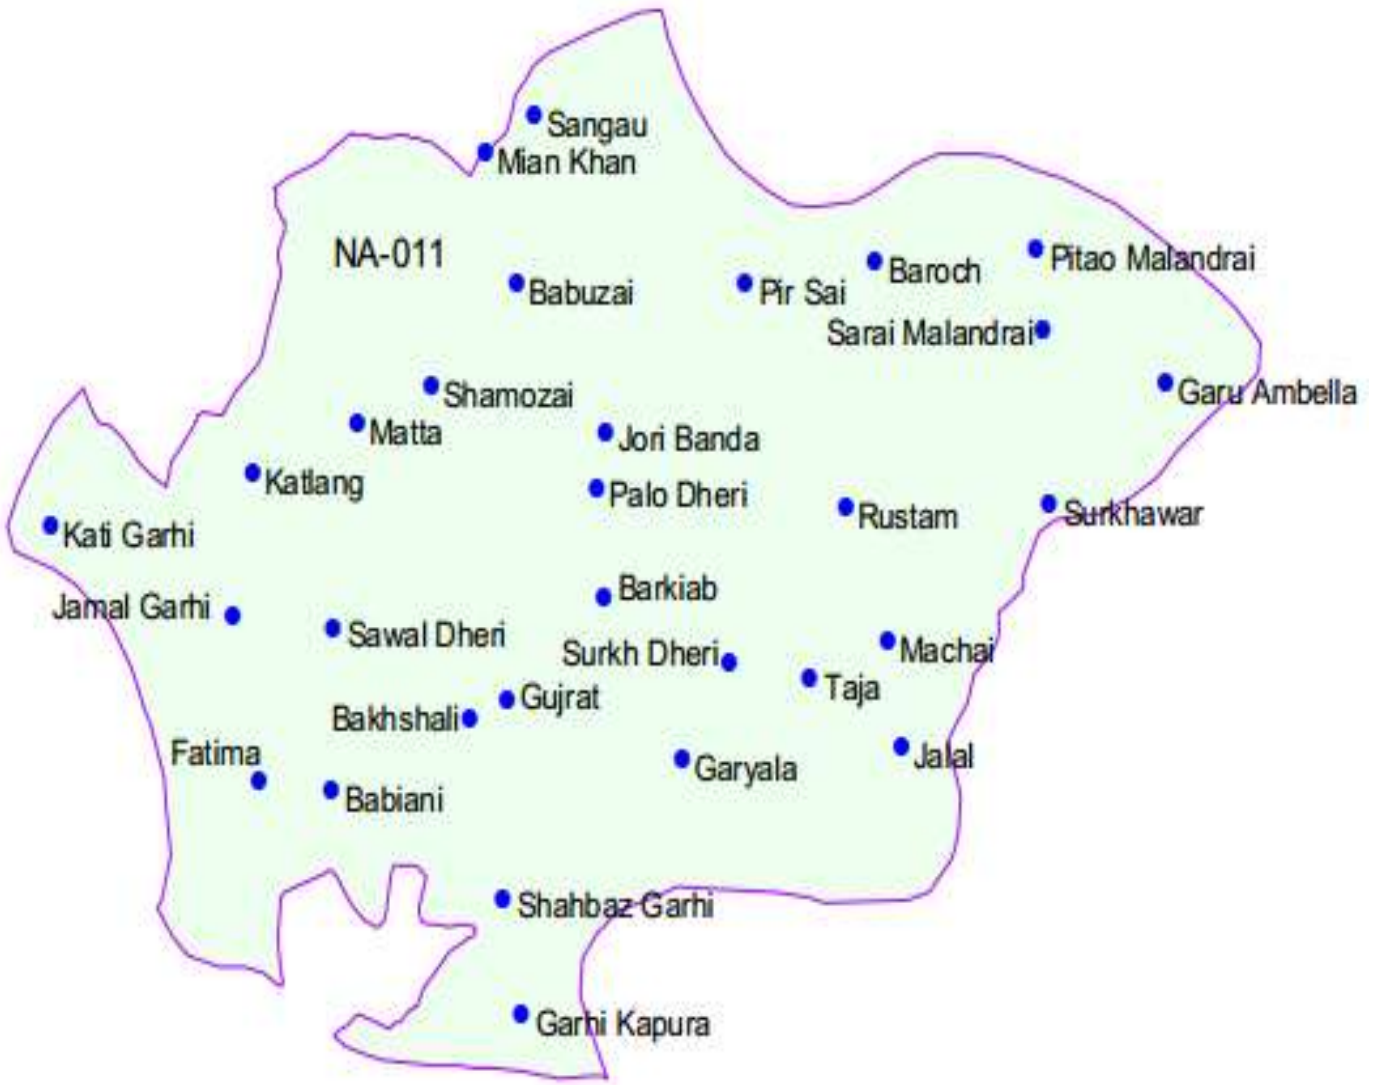 Sangau
Mian Khan
NA-011
Babuzai
Pir Sai
Baroch
Pitao Malandrai
Sarai Malandrai
Garu Ambella
Shamozai
Matta
Jori Banda
Katlang
Palo Dheri
Rustam
Surkhawar
Kati Garhi
Barkiab
Jamal Garhi
Sawal Dheri
Surkh Dheri
Machai
Taja
Gujrat
Bakhshali
Fatima
Garyala
Jalal
Babiani
Shahbaz Garhi
Garhi Kapura